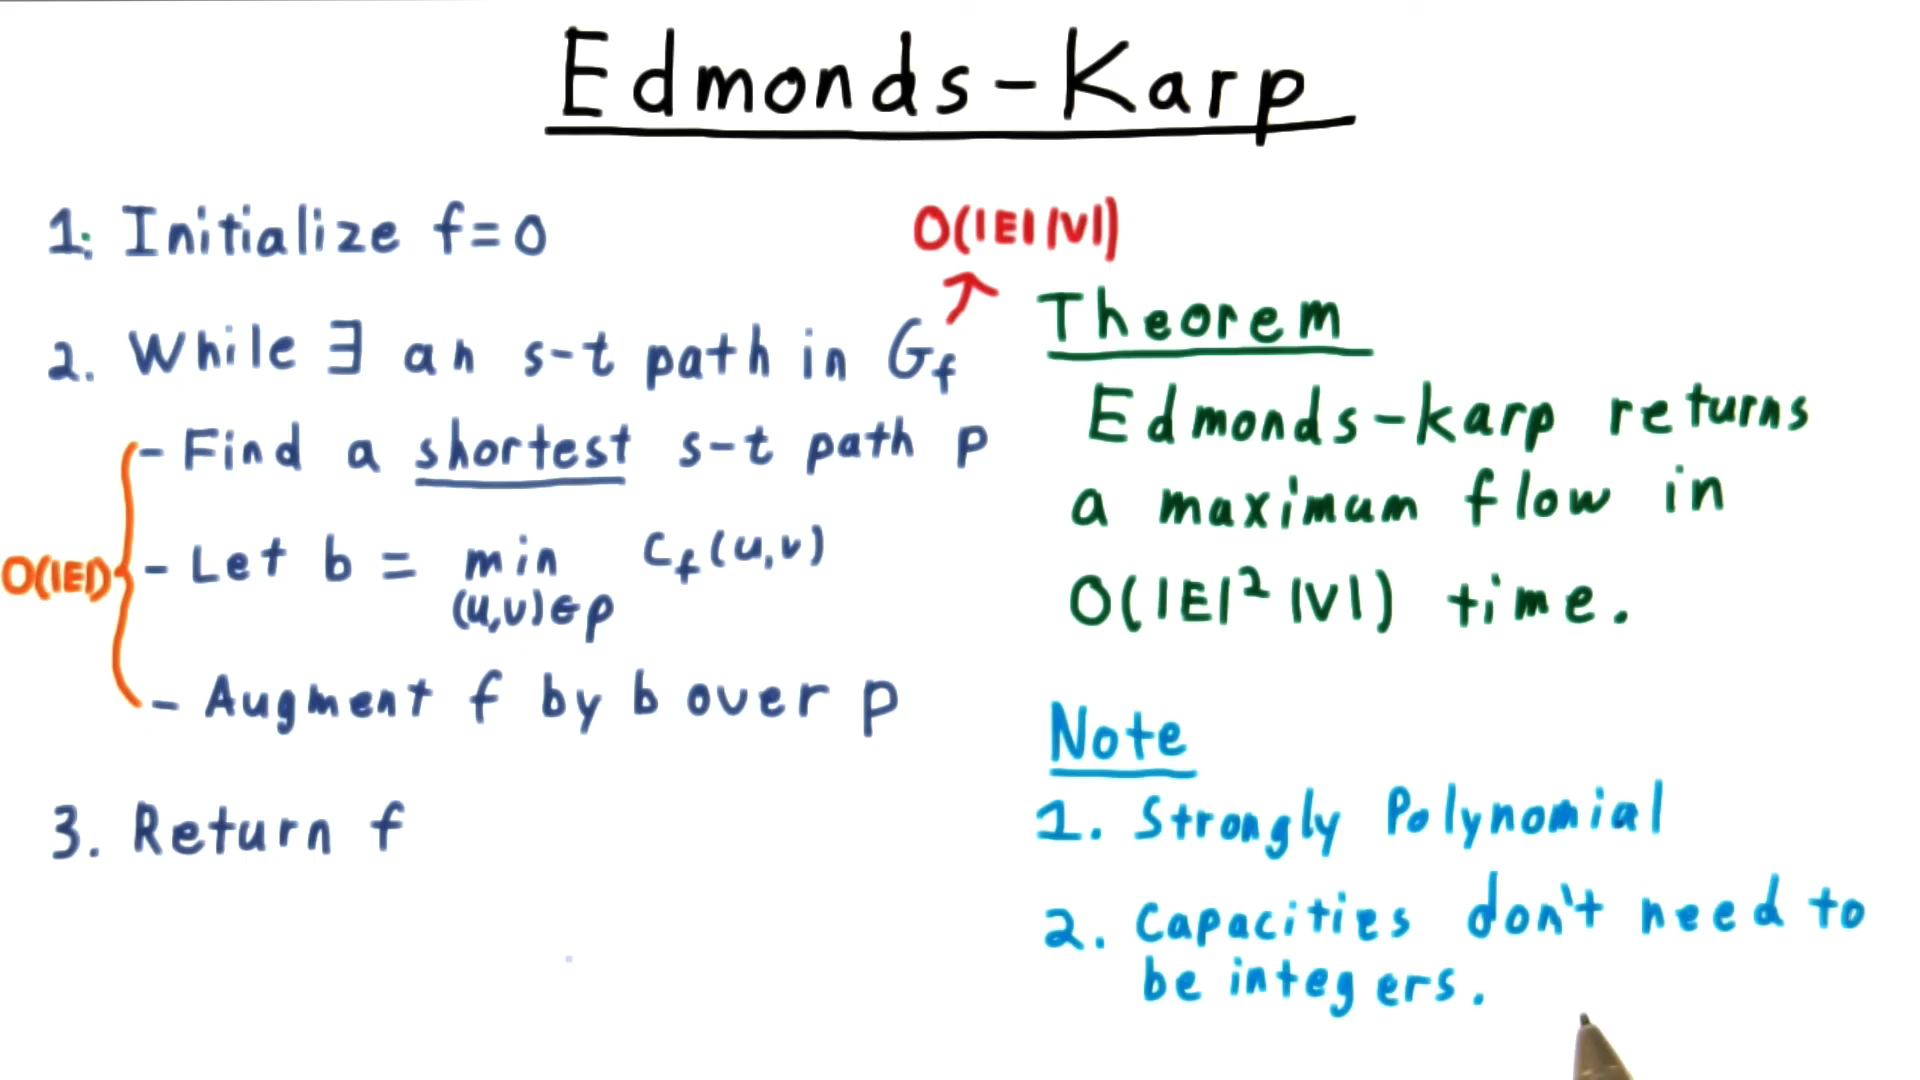 Edmonds-Karp
1. Initialize f=0
O(|E||V|)
2. While ∃ an s-t path in G_f
- Find a shortest s-t path p
O(|E|)
- Let b = min c_f(u,v)
(u,v)∈p
- Augment f by b over p
3. Return f
Theorem
Edmonds-karp returns
a maximum flow in
O(|E|² |V|) time.
Note
1. Strongly Polynomial
2. Capacities don't need to
be integers.